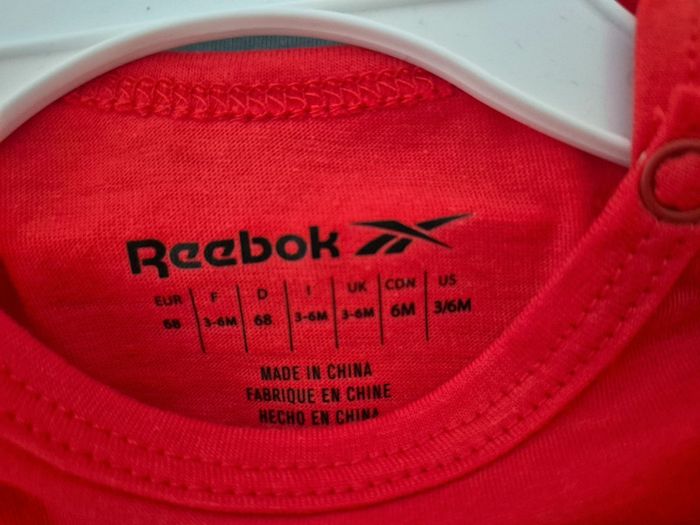 Reebok
EUR F D I UK CDN US
68 3-6M 68 3-6M 3-6M 6M 3/6M
MADE IN CHINA
FABRIQUE EN CHINE
HECHO EN CHINA